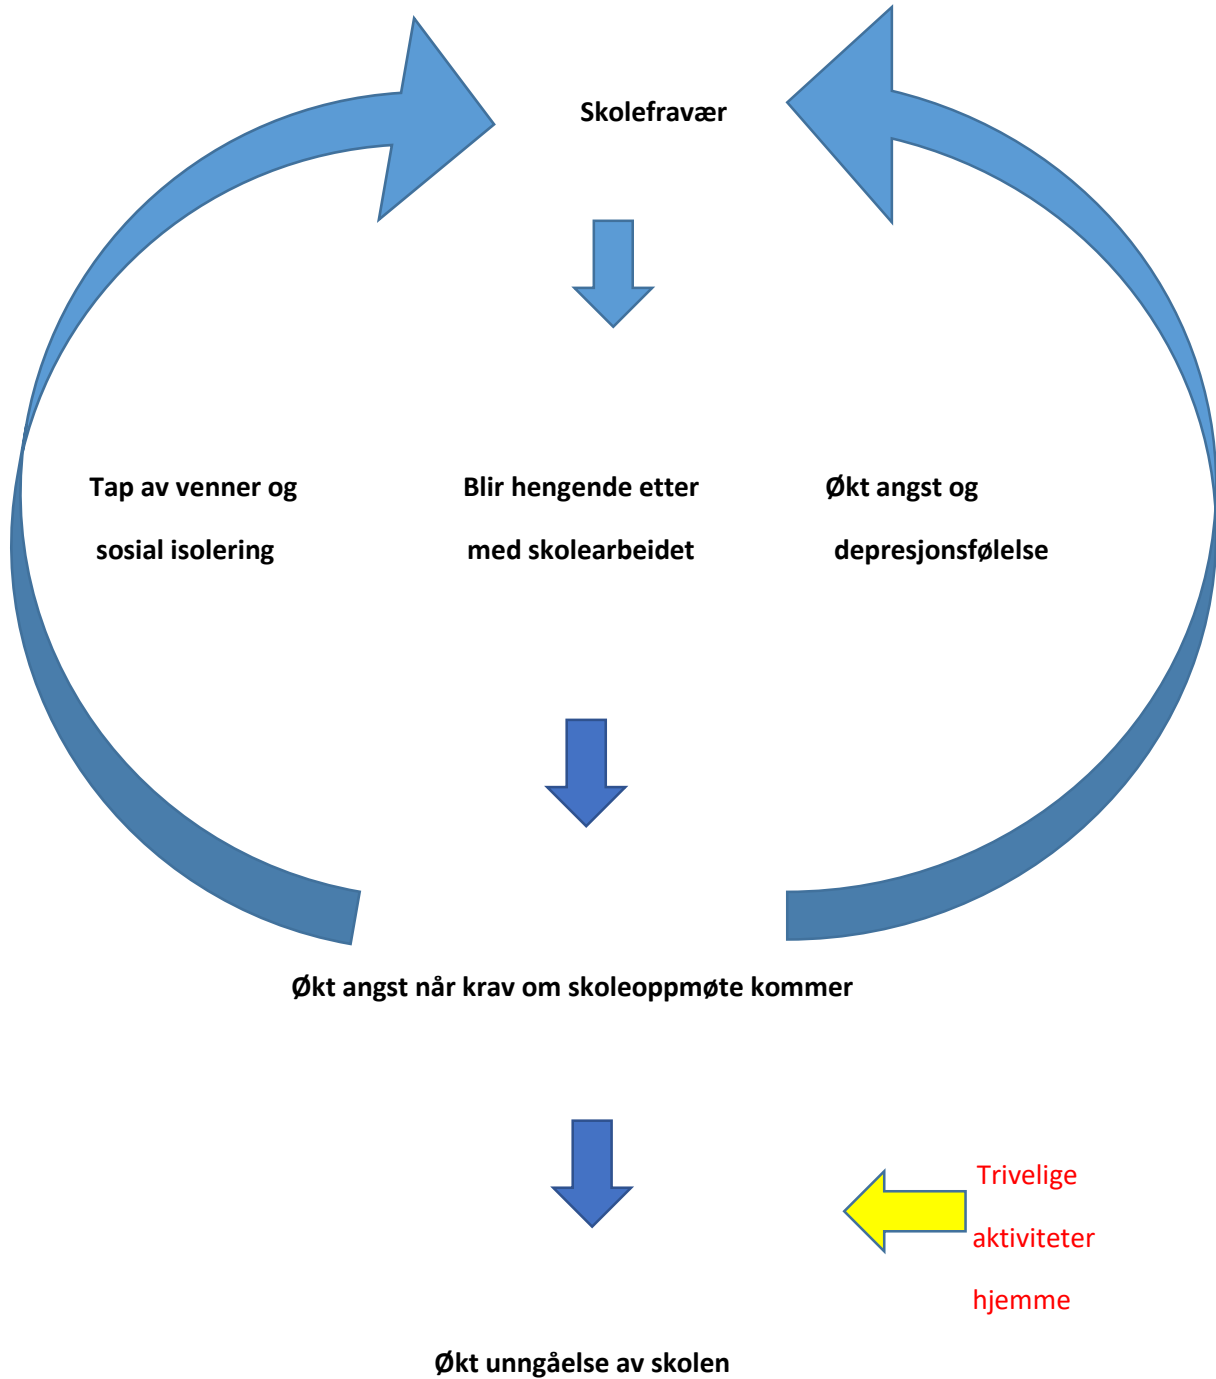 Skolefravær
Tap av venner og
sosial isolering
Blir hengende etter
med skolearbeidet
Økt angst og
depresjonsfølelse
Økt angst når krav om skoleoppmøte kommer
Trivelige
aktiviteter
hjemme
Økt unngåelse av skolen